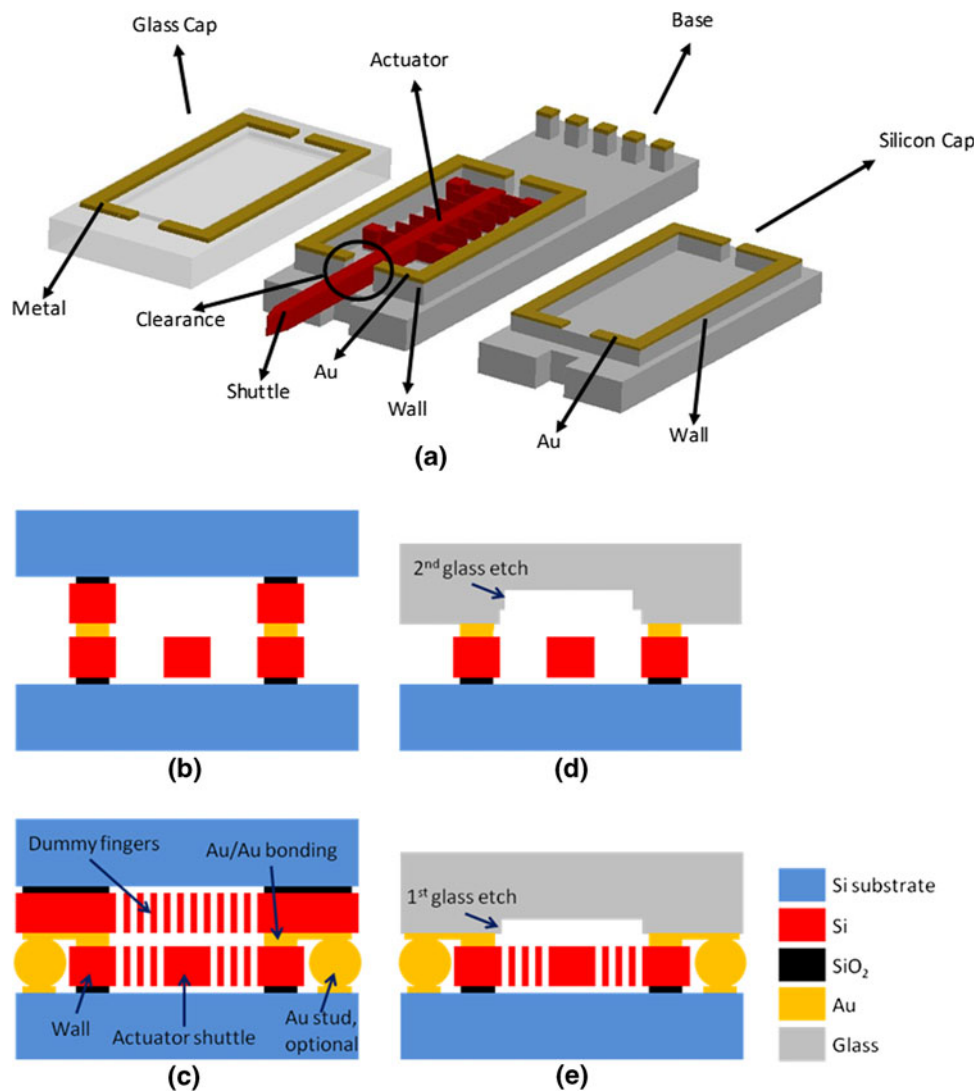 Glass Cap
Actuator
Base
Silicon Cap
Metal
Clearance
Shuttle
Au
Wall
Au
Wall
(a)
2nd glass etch
(b)
(d)
Dummy fingers
Au/Au bonding
Wall
Actuator shuttle
Au stud,
optional
(c)
1st glass etch
(e)
Si substrate
Si
SiO₂
Au
Glass